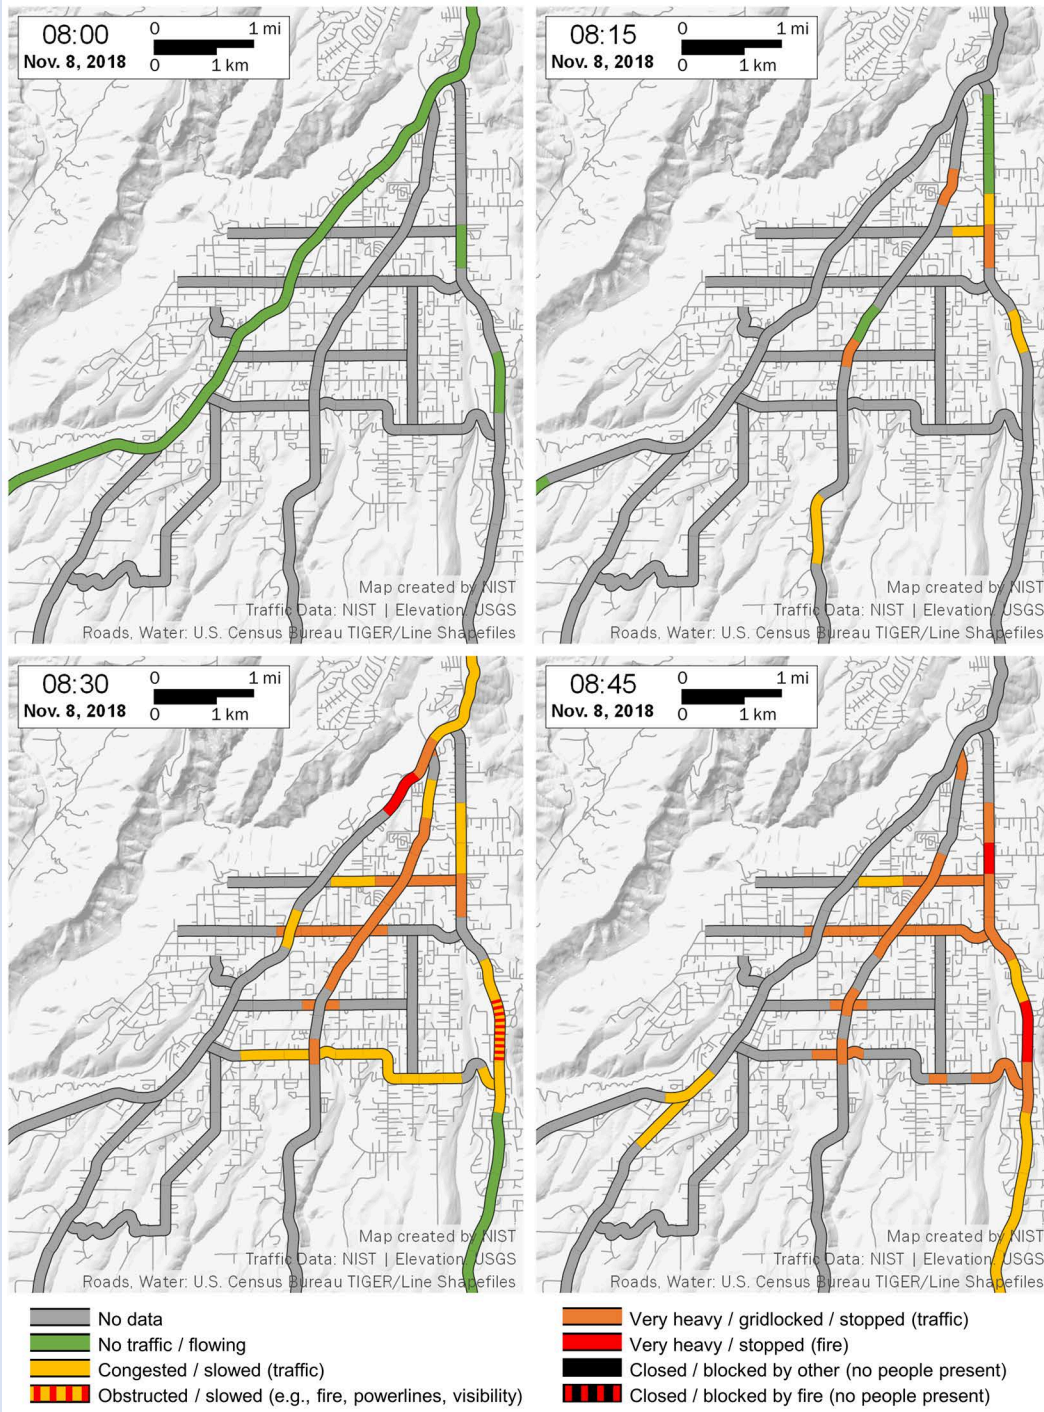 08:00
Nov. 8, 2018
0 1 mi
0 1 km
Map created by NIST
Traffic Data: NIST | Elevation: USGS
Roads, Water: U.S. Census Bureau TIGER/Line Shapefiles
08:15
Nov. 8, 2018
0 1 mi
0 1 km
Map created by NIST
Traffic Data: NIST | Elevation: USGS
Roads, Water: U.S. Census Bureau TIGER/Line Shapefiles
08:30
Nov. 8, 2018
0 1 mi
0 1 km
Map created by NIST
Traffic Data: NIST | Elevation: USGS
Roads, Water: U.S. Census Bureau TIGER/Line Shapefiles
08:45
Nov. 8, 2018
0 1 mi
0 1 km
Map created by NIST
Traffic Data: NIST | Elevation: USGS
Roads, Water: U.S. Census Bureau TIGER/Line Shapefiles
No data
No traffic / flowing
Congested / slowed (traffic)
Obstructed / slowed (e.g., fire, powerlines, visibility)
Very heavy / gridlocked / stopped (traffic)
Very heavy / stopped (fire)
Closed / blocked by other (no people present)
Closed / blocked by fire (no people present)